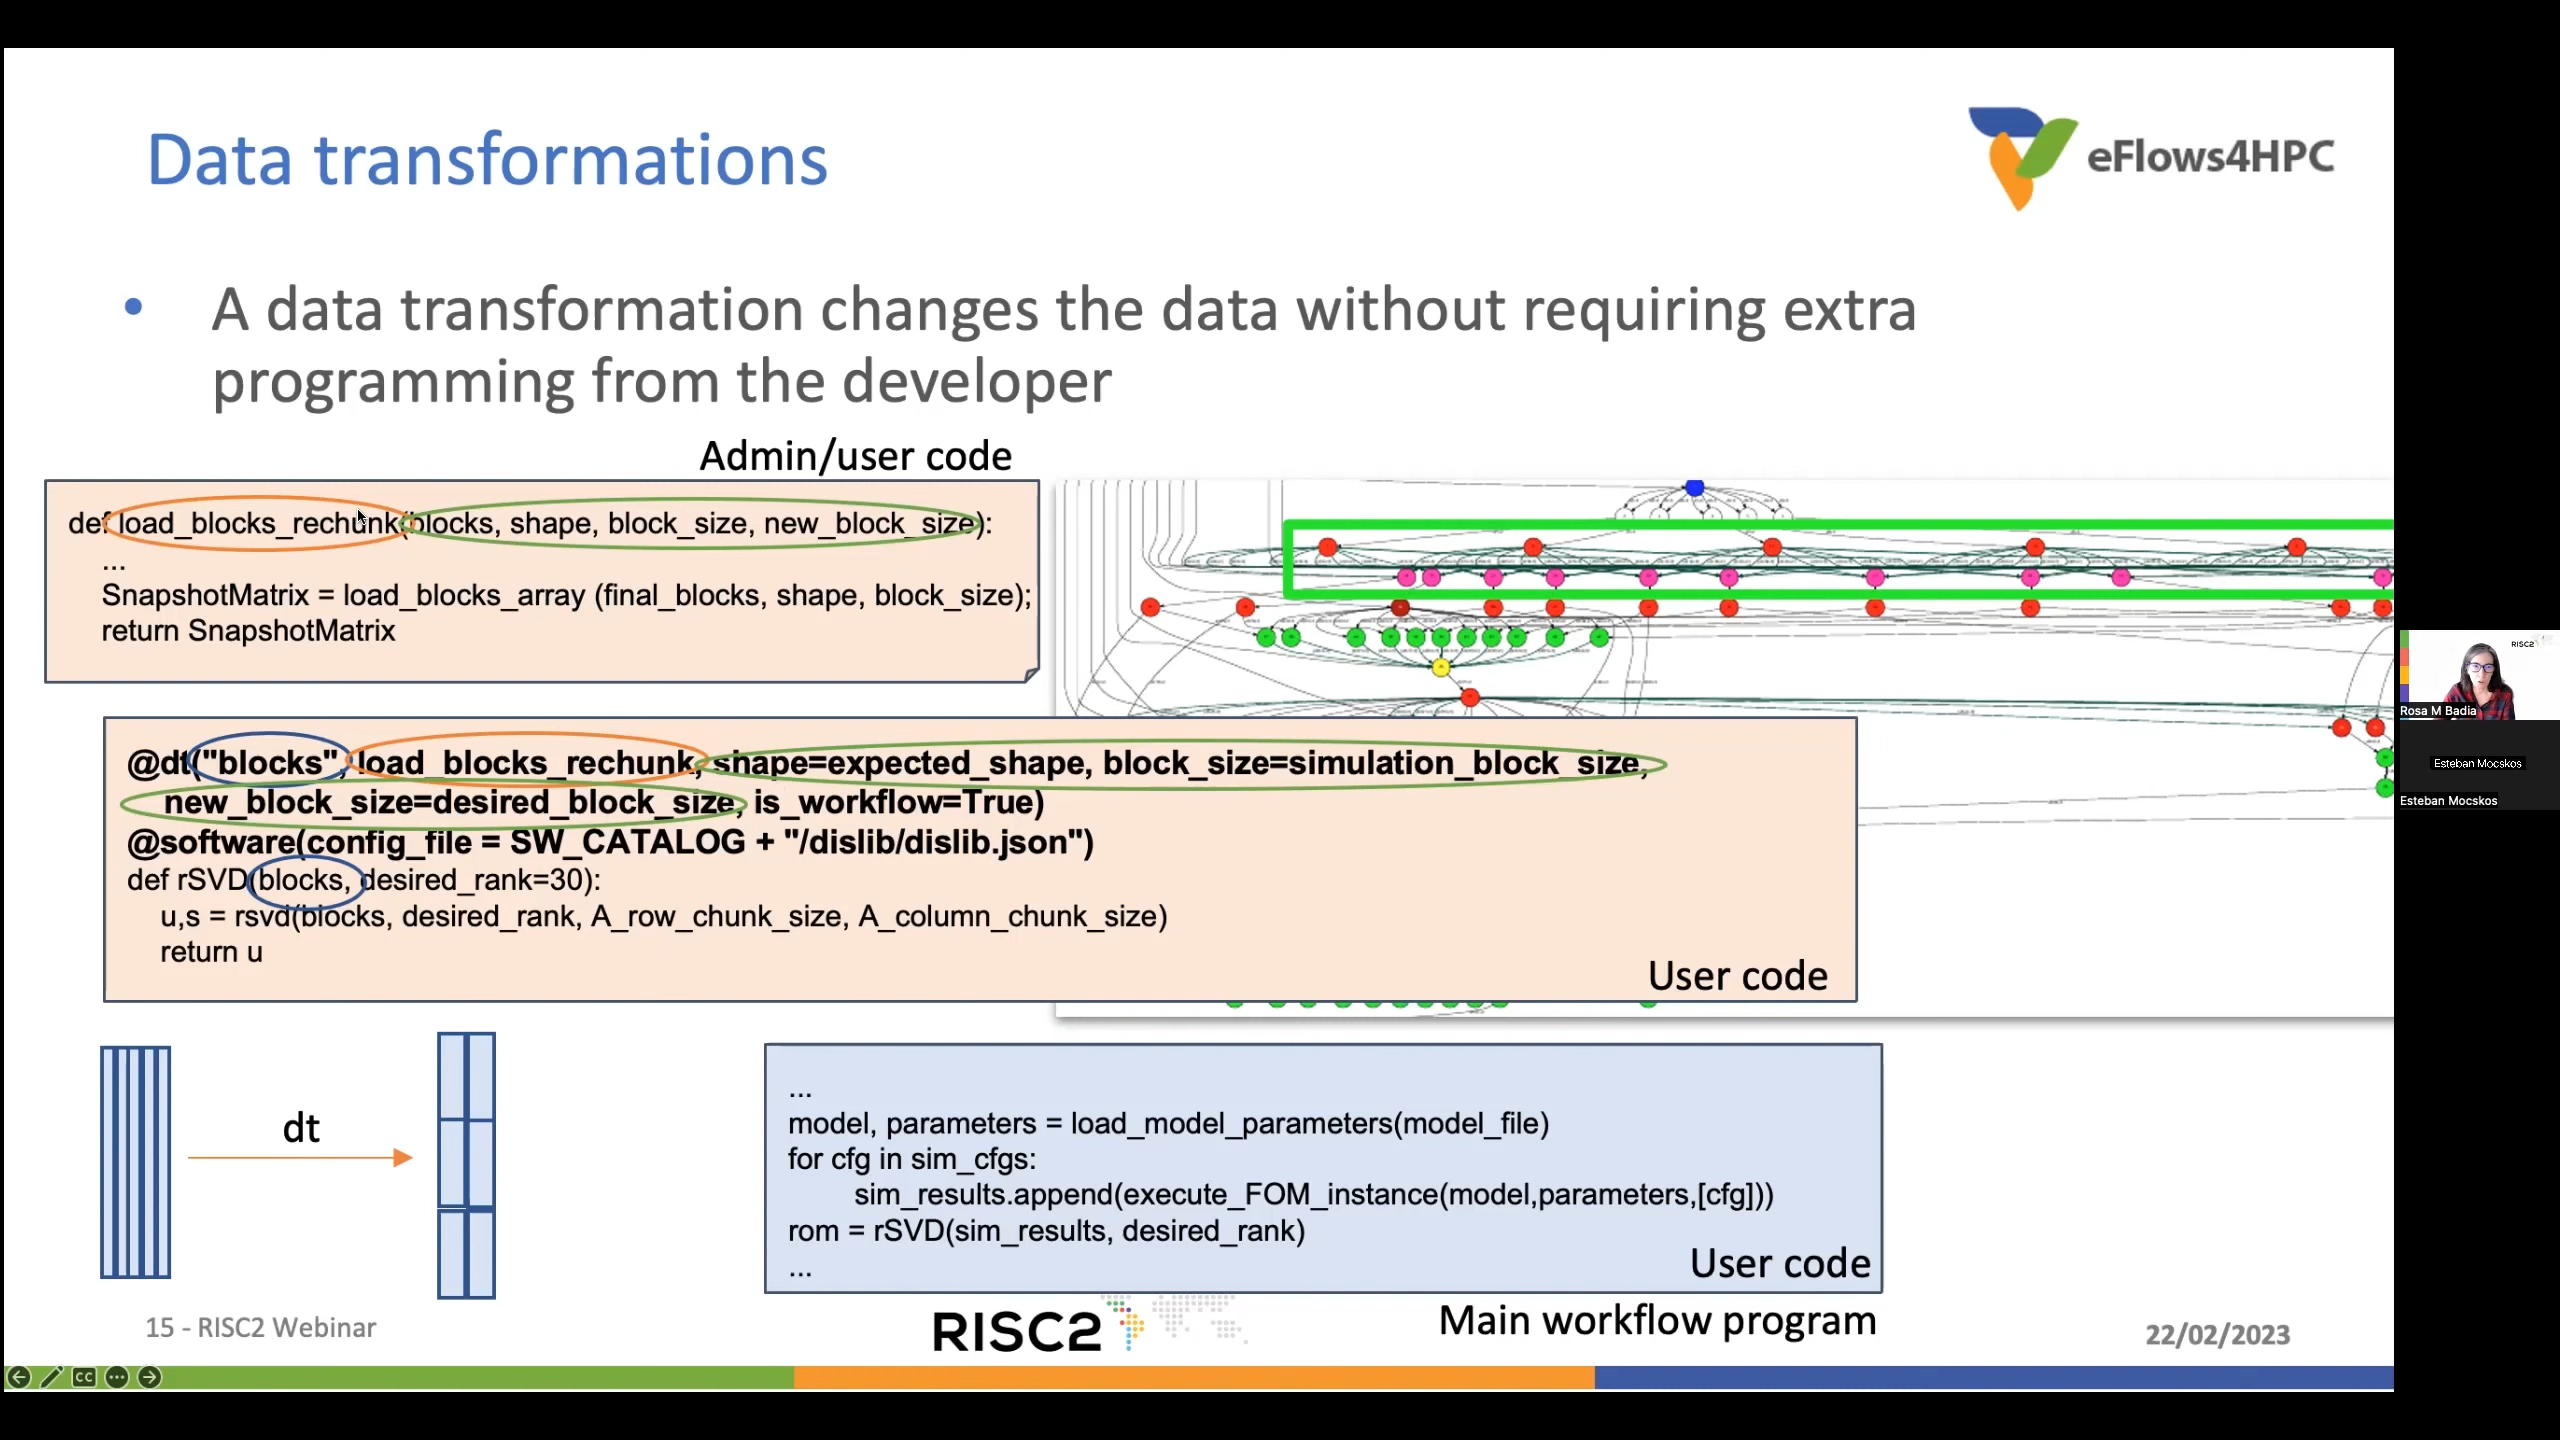 Data transformations
eFlows4HPC
• A data transformation changes the data without requiring extra
programming from the developer
Admin/user code
def load_blocks_rechunk(blocks, shape, block_size, new_block_size):
...
SnapshotMatrix = load_blocks_array (final_blocks, shape, block_size);
return SnapshotMatrix
@dt("blocks", load_blocks_rechunk, shape=expected_shape, block_size=simulation_block_size,
new_block_size=desired_block_size, is_workflow=True)
@software(config_file = SW_CATALOG + "/dislib/dislib.json")
def rSVD(blocks, desired_rank=30):
u,s = rsvd(blocks, desired_rank, A_row_chunk_size, A_column_chunk_size)
return u
User code
dt
...
model, parameters = load_model_parameters(model_file)
for cfg in sim_cfgs:
sim_results.append(execute_FOM_instance(model,parameters,[cfg]))
rom = rSVD(sim_results, desired_rank)
...
User code
Main workflow program
15 - RISC2 Webinar
RISC2
22/02/2023
CC
RISC2
Rosa M Badia
Esteban Mocskos
Esteban Mocskos